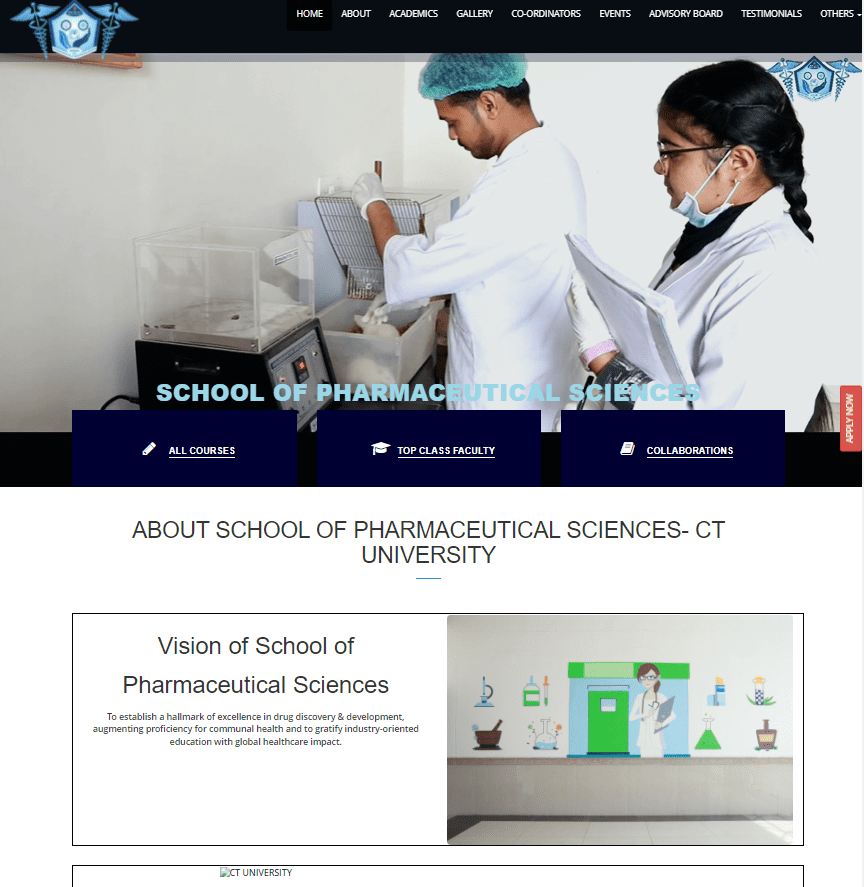 HOME ABOUT ACADEMICS GALLERY CO-ORDINATORS EVENTS ADVISORY BOARD TESTIMONIALS OTHERS
SCHOOL OF PHARMACEUTICAL SCIENCES
APPLY NOW
ALL COURSES
TOP CLASS FACULTY
COLLABORATIONS
ABOUT SCHOOL OF PHARMACEUTICAL SCIENCES- CT
UNIVERSITY
Vision of School of
Pharmaceutical Sciences
To establish a hallmark of excellence in drug discovery & development,
augmenting proficiency for communal health and to gratify industry-oriented
education with global healthcare impact.
CT UNIVERSITY